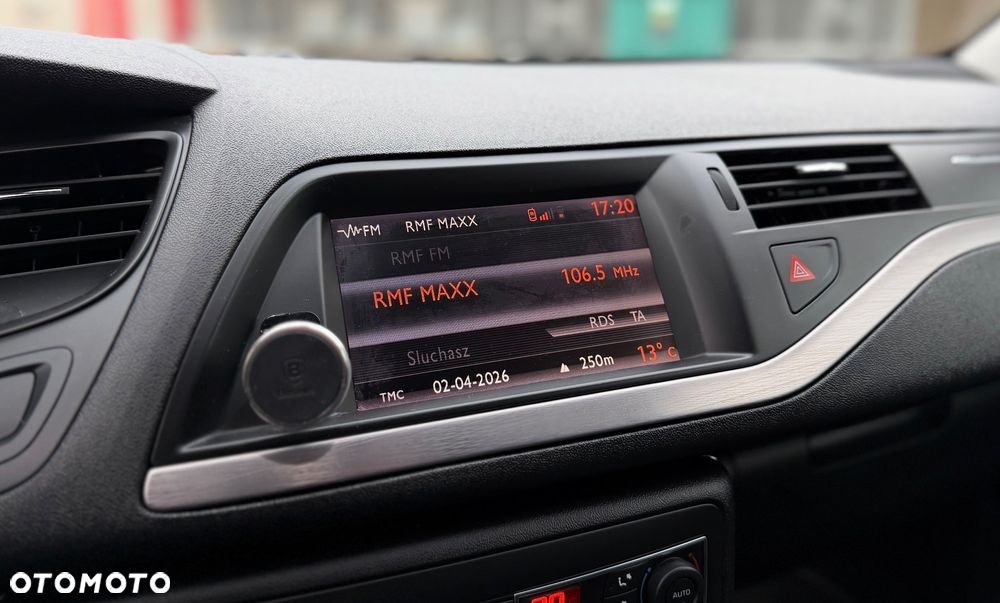 FM RMF MAXX 17:20
RMF FM
RMF MAXX 106.5 MHz
RDS TA
Sluchasz
TMC 02-04-2026 250m 13° C
B
AUTO
OTOMOTO